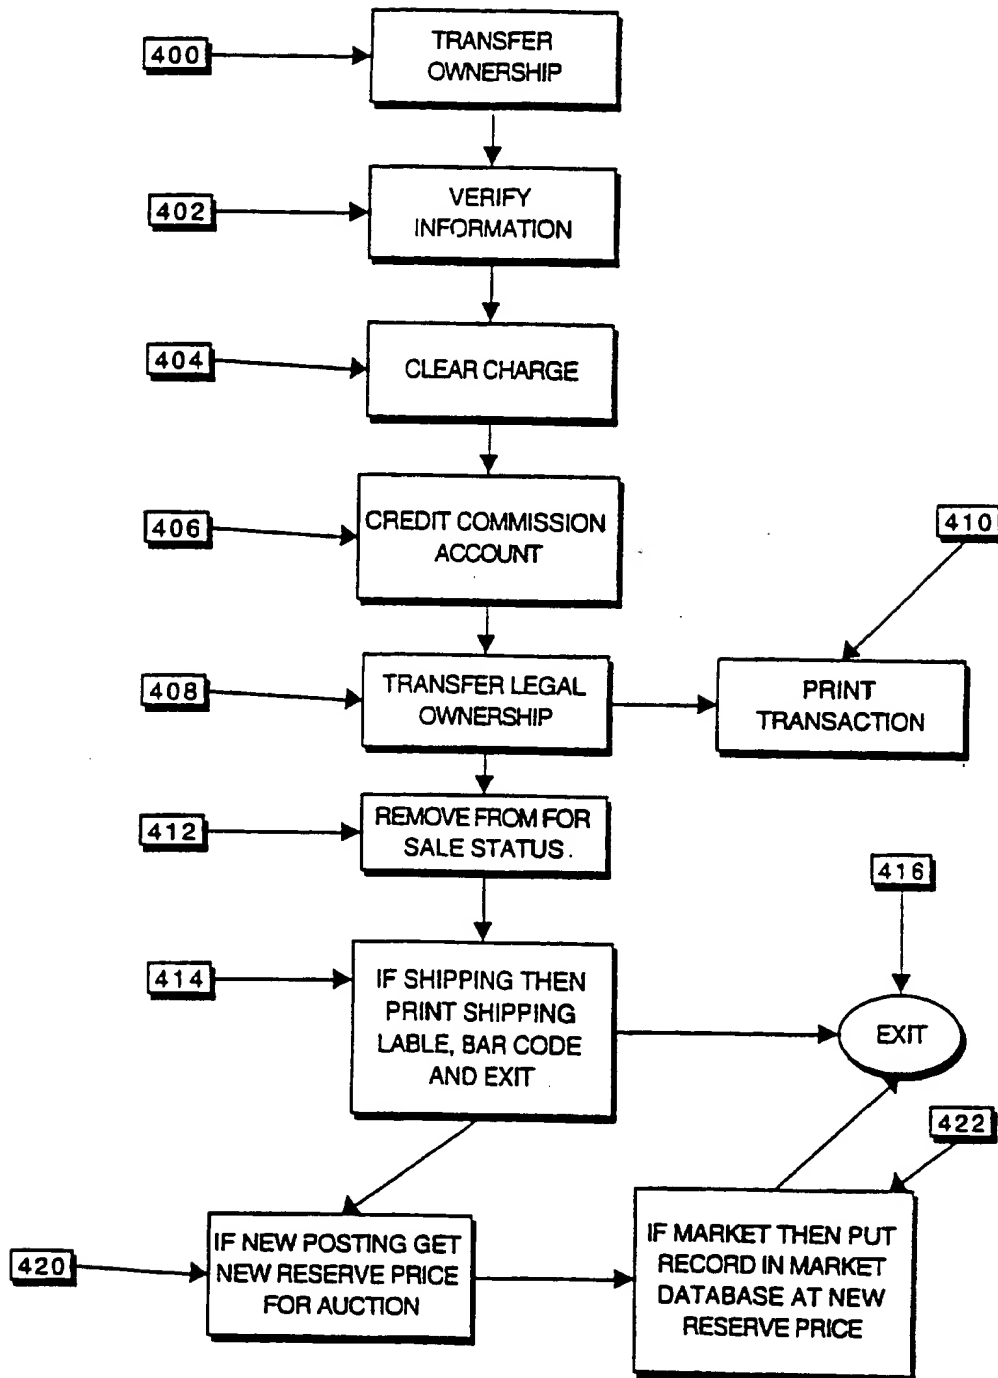 400
TRANSFER
OWNERSHIP
402
VERIFY
INFORMATION
404
CLEAR CHARGE
406
CREDIT COMMISSION
ACCOUNT
410
408
TRANSFER LEGAL
OWNERSHIP
PRINT
TRANSACTION
412
REMOVE FROM FOR
SALE STATUS.
416
414
IF SHIPPING THEN
PRINT SHIPPING
LABLE, BAR CODE
AND EXIT
EXIT
422
420
IF NEW POSTING GET
NEW RESERVE PRICE
FOR AUCTION
IF MARKET THEN PUT
RECORD IN MARKET
DATABASE AT NEW
RESERVE PRICE